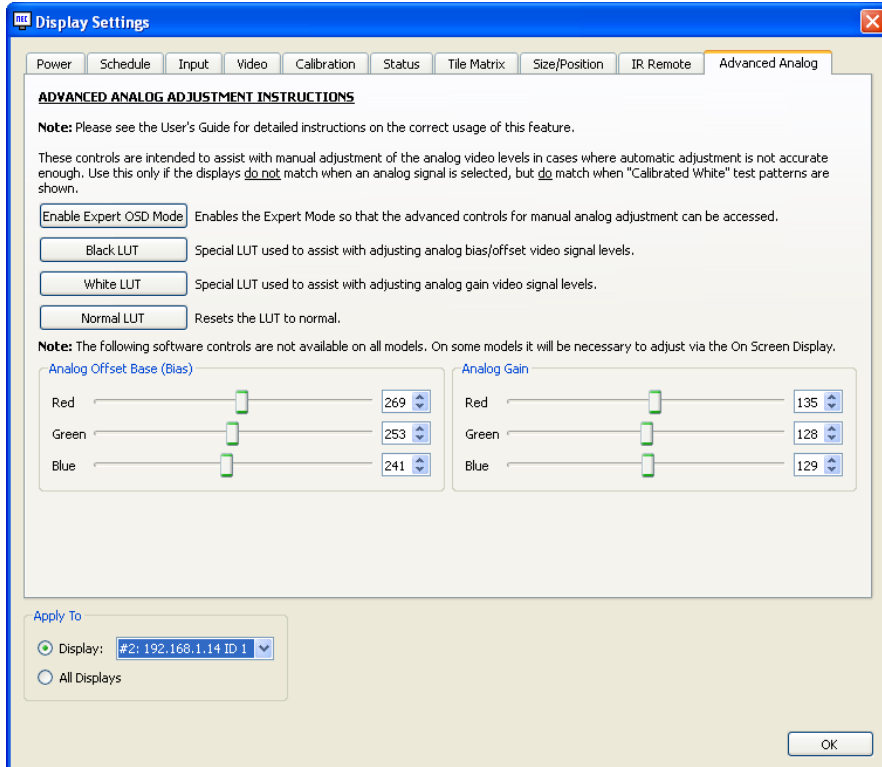 NEC Display Settings
Power Schedule Input Video Calibration Status Tile Matrix Size/Position IR Remote Advanced Analog
ADVANCED ANALOG ADJUSTMENT INSTRUCTIONS
Note: Please see the User's Guide for detailed instructions on the correct usage of this feature.
These controls are intended to assist with manual adjustment of the analog video levels in cases where automatic adjustment is not accurate
enough. Use this only if the displays do not match when an analog signal is selected, but do match when "Calibrated White" test patterns are
shown.
Enable Expert OSD Mode Enables the Expert Mode so that the advanced controls for manual analog adjustment can be accessed.
Black LUT Special LUT used to assist with adjusting analog bias/offset video signal levels.
White LUT Special LUT used to assist with adjusting analog gain video signal levels.
Normal LUT Resets the LUT to normal.
Note: The following software controls are not available on all models. On some models it will be necessary to adjust via the On Screen Display.
Analog Offset Base (Bias)
Red 269
Green 253
Blue 241
Analog Gain
Red 135
Green 128
Blue 129
Apply To
Display: #2: 192.168.1.14 ID 1
All Displays
OK